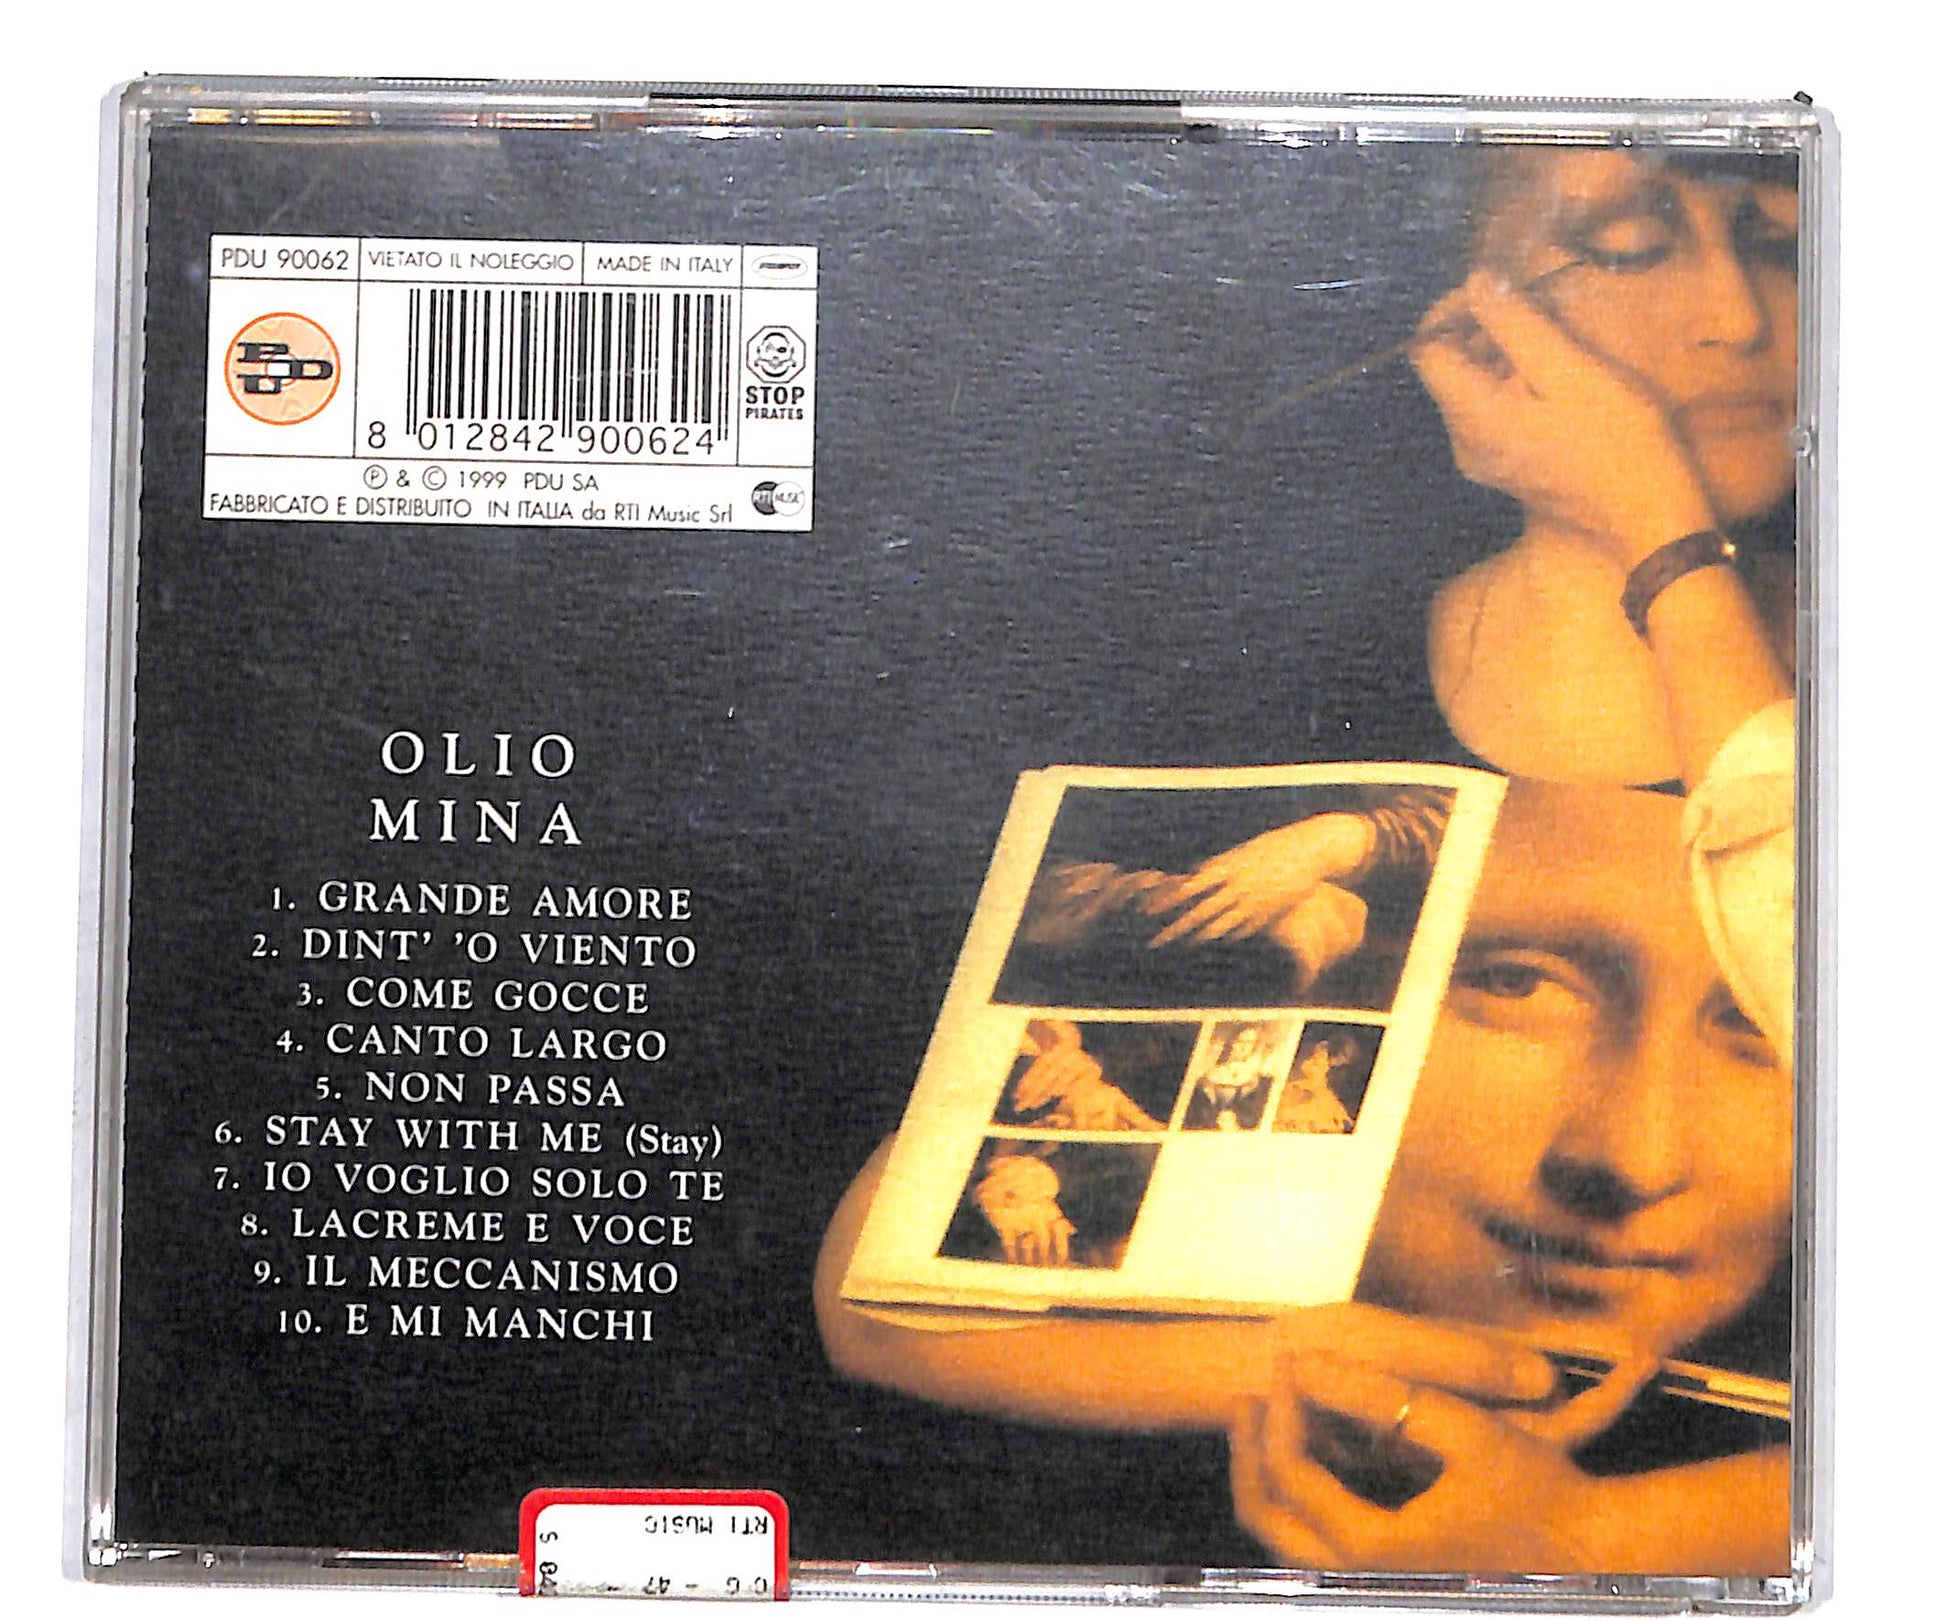 PDU 90062 VIETATO IL NOLEGGIO MADE IN ITALY
PDU
STOP
PIRATES
8 012842 900624
Ⓟ & © 1999 PDU SA
FABBRICATO E DISTRIBUITO IN ITALIA da RTI Music Srl
RTI MUSIC
OLIO
MINA
1. GRANDE AMORE
2. DINT' 'O VIENTO
3. COME GOCCE
4. CANTO LARGO
5. NON PASSA
6. STAY WITH ME (Stay)
7. IO VOGLIO SOLO TE
8. LACREME E VOCE
9. IL MECCANISMO
10. E MI MANCHI
RTI MUSIC